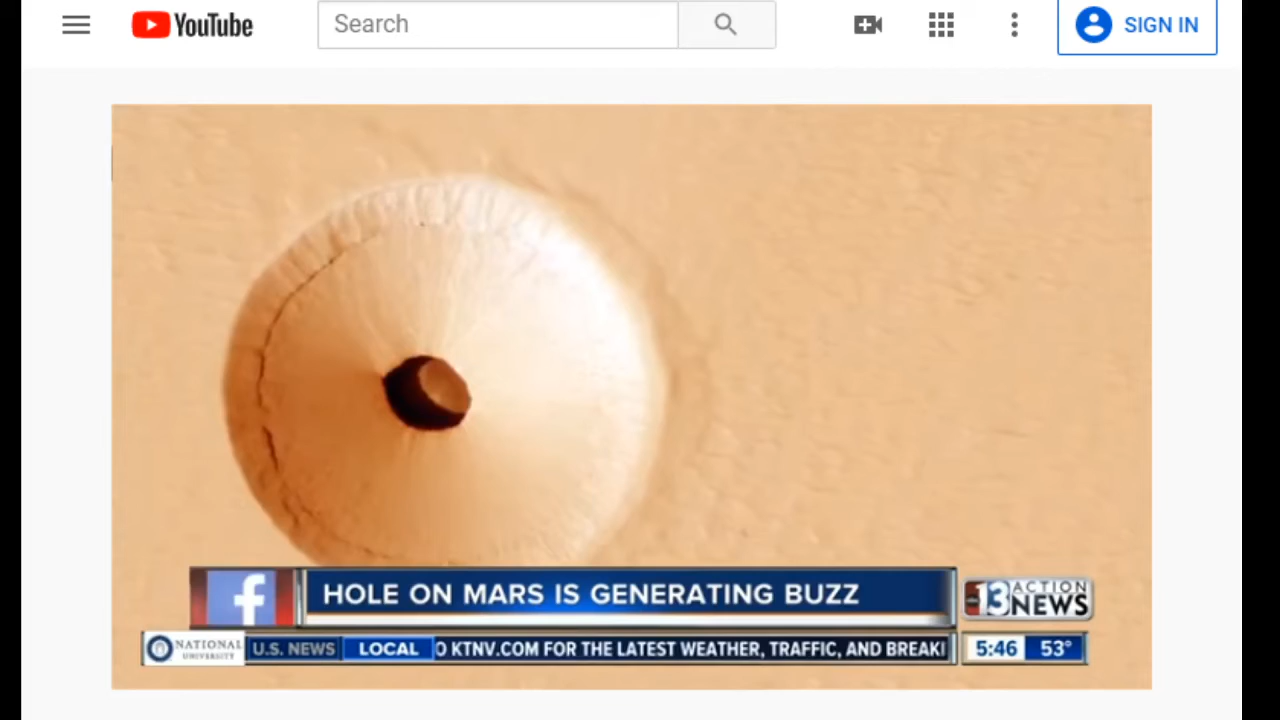 YouTube
Search
SIGN IN
HOLE ON MARS IS GENERATING BUZZ
13 ACTION NEWS
NATIONAL UNIVERSITY
U.S. NEWS
LOCAL
O KTNV.COM FOR THE LATEST WEATHER, TRAFFIC, AND BREAKI
5:46
53°